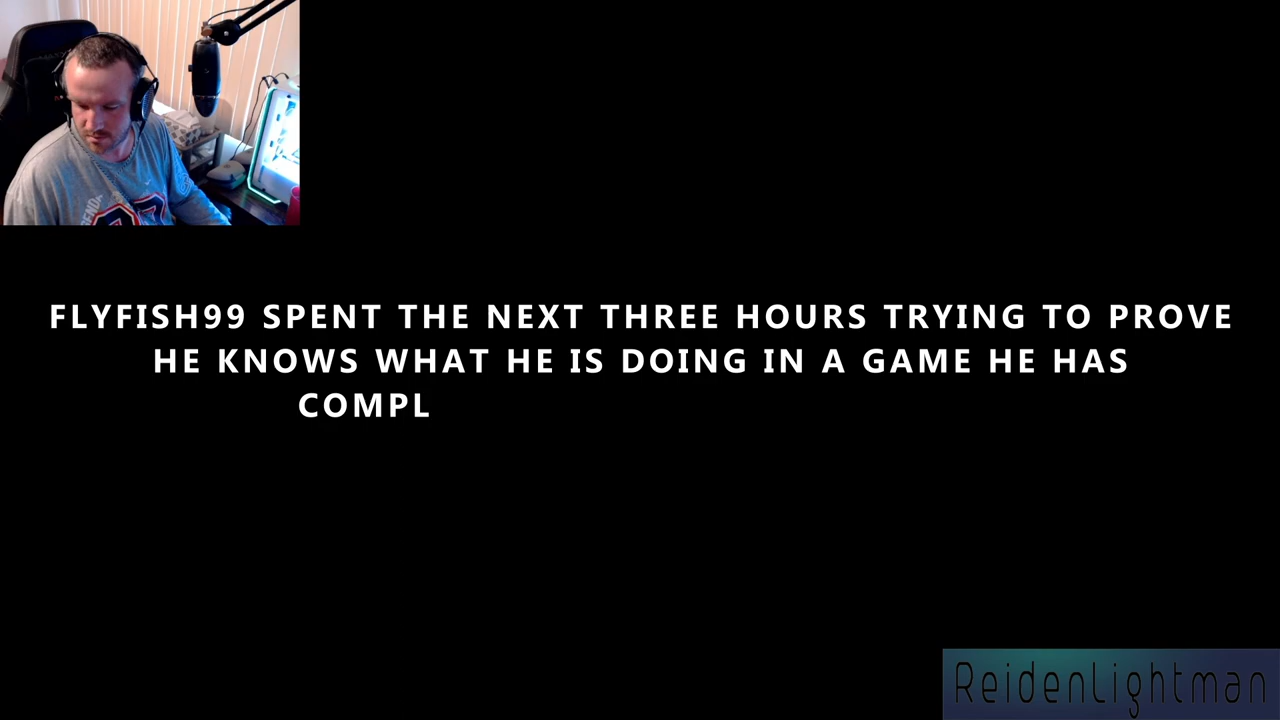 FLYFISH99 SPENT THE NEXT THREE HOURS TRYING TO PROVE
HE KNOWS WHAT HE IS DOING IN A GAME HE HAS
COMPL
ReidenLightman